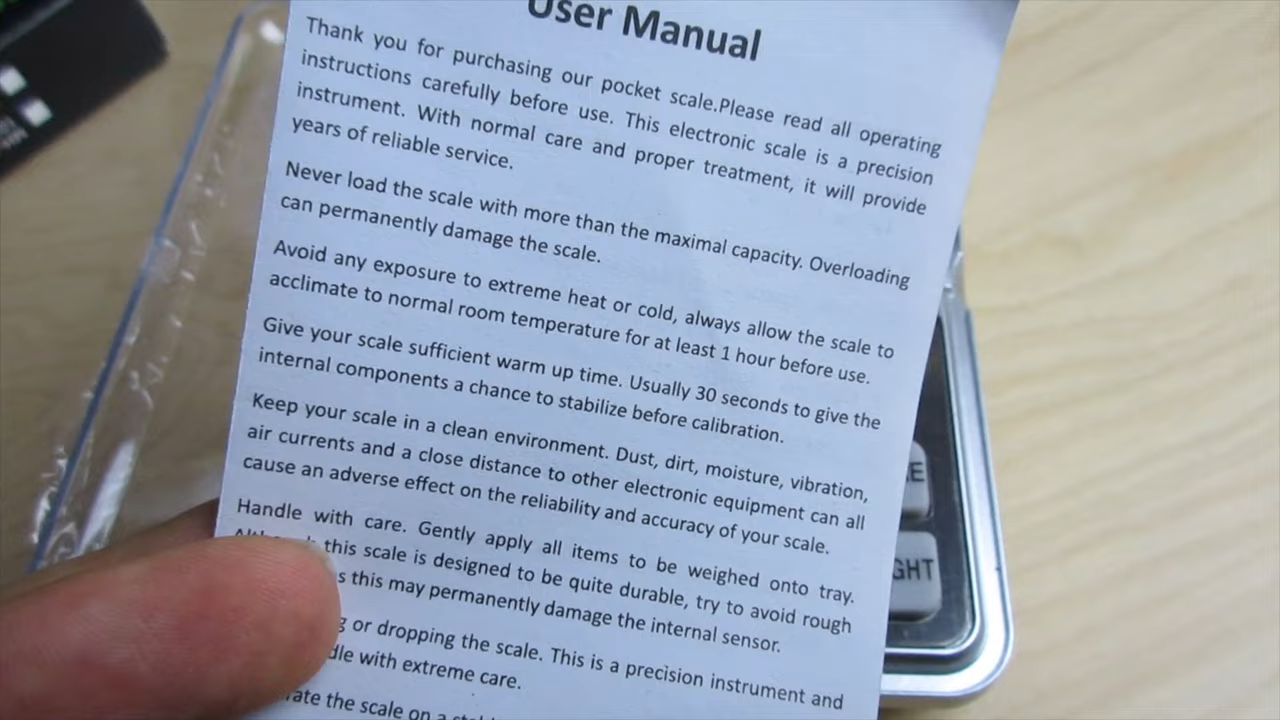 User Manual
Thank you for purchasing our pocket scale.Please read all operating
instructions carefully before use. This electronic scale is a precision
instrument. With normal care and proper treatment, it will provide
years of reliable service.
Never load the scale with more than the maximal capacity. Overloading
can permanently damage the scale.
Avoid any exposure to extreme heat or cold, always allow the scale to
acclimate to normal room temperature for at least 1 hour before use.
Give your scale sufficient warm up time. Usually 30 seconds to give the
internal components a chance to stabilize before calibration.
Keep your scale in a clean environment. Dust, dirt, moisture, vibration,
air currents and a close distance to other electronic equipment can all
cause an adverse effect on the reliability and accuracy of your scale.
Handle with care. Gently apply all items to be weighed onto tray.
this scale is designed to be quite durable, try to avoid rough
this may permanently damage the internal sensor.
or dropping the scale. This is a precision instrument and
with extreme care.
the scale on a